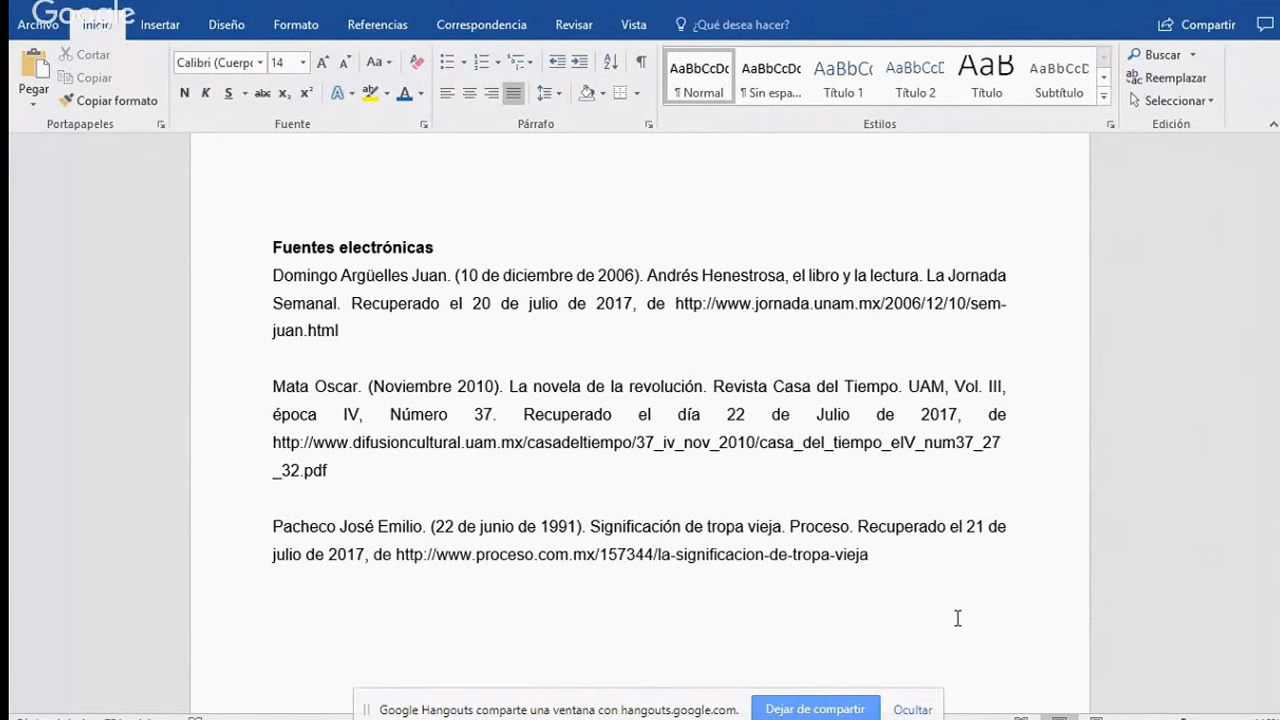 Google
Archivo Inicio Insertar Diseño Formato Referencias Correspondencia Revisar Vista ¿Qué desea hacer? Compartir
Pegar
Cortar
Copiar
Copiar formato
Portapapeles
Calibri (Cuerpo 14
Aa
N K S abc x₂ x²
A ab A
Fuente
Párrafo
AaBbCcDc AaBbCcDc AaBbCc AaBbCcD AaB AaBbCcD
¶ Normal ¶ Sin espa... Título 1 Título 2 Título Subtítulo
Estilos
Buscar
Reemplazar
Seleccionar
Edición
Fuentes electrónicas
Domingo Argüelles Juan. (10 de diciembre de 2006). Andrés Henestrosa, el libro y la lectura. La Jornada
Semanal. Recuperado el 20 de julio de 2017, de http://www.jornada.unam.mx/2006/12/10/sem-
juan.html
Mata Oscar. (Noviembre 2010). La novela de la revolución. Revista Casa del Tiempo. UAM, Vol. III,
época IV, Número 37. Recuperado el día 22 de Julio de 2017, de
http://www.difusioncultural.uam.mx/casadeltiempo/37_iv_nov_2010/casa_del_tiempo_eIV_num37_27
_32.pdf
Pacheco José Emilio. (22 de junio de 1991). Significación de tropa vieja. Proceso. Recuperado el 21 de
julio de 2017, de http://www.proceso.com.mx/157344/la-significacion-de-tropa-vieja
Google Hangouts comparte una ventana con hangouts.google.com. Dejar de compartir Ocultar